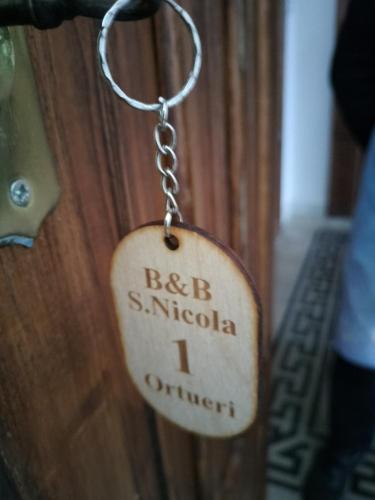 B&B
S.Nicola
1
Ortueri